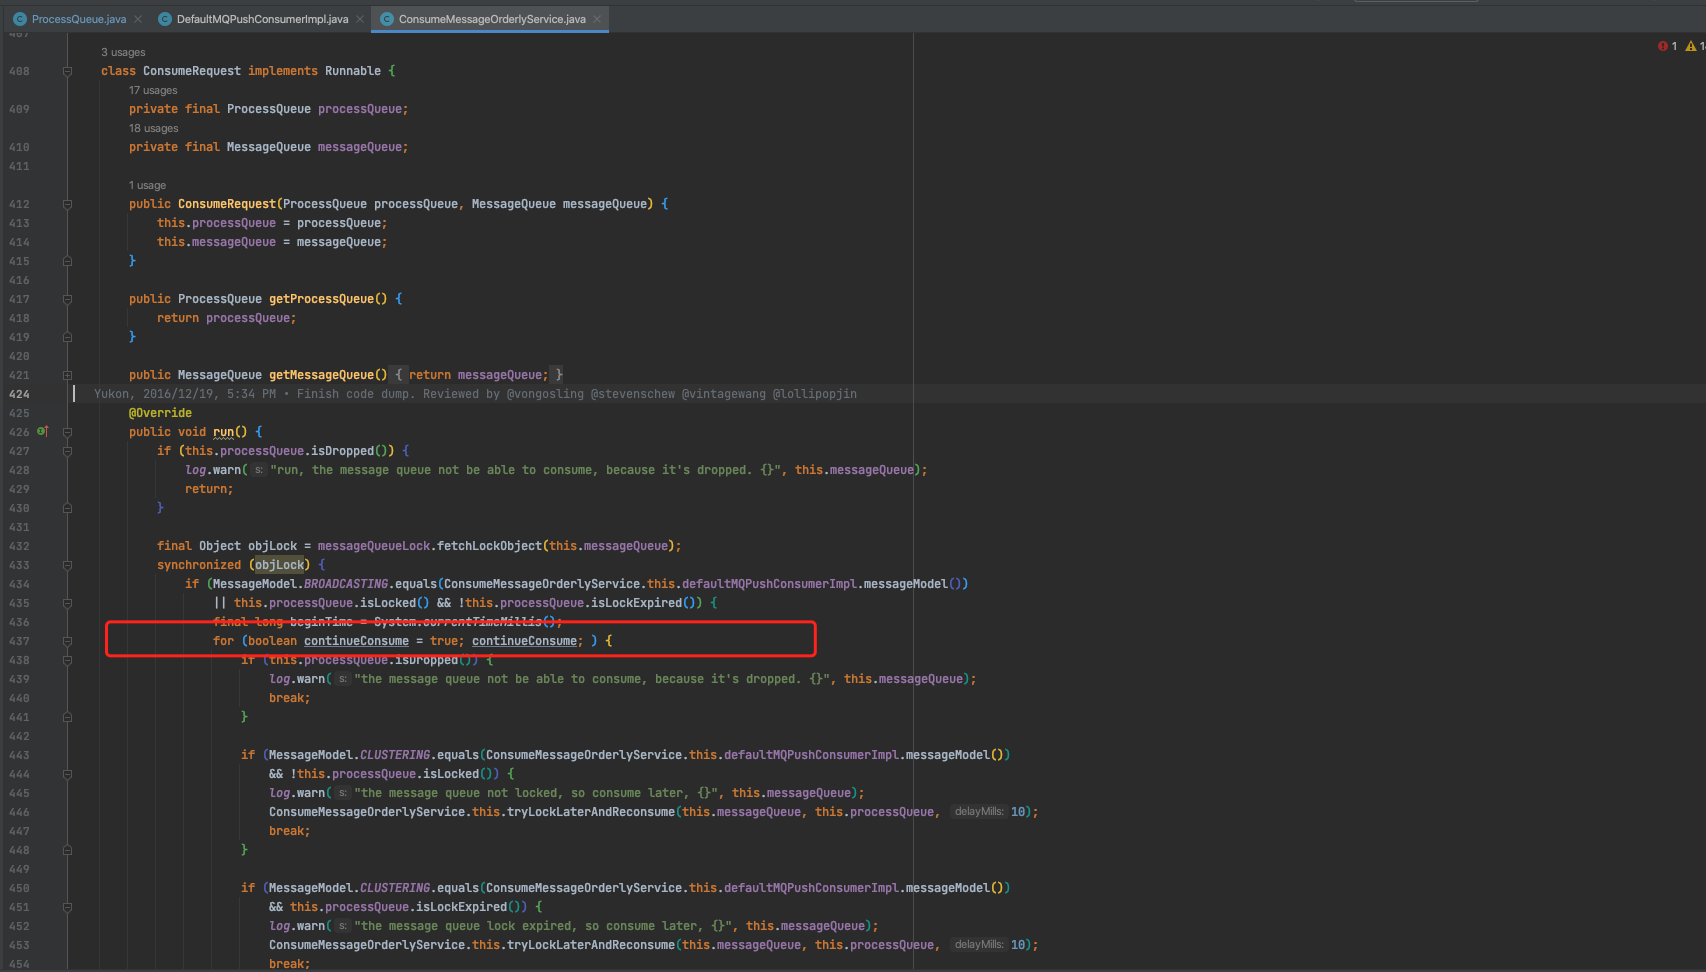 ProcessQueue.java DefaultMQPushConsumerImpl.java ConsumeMessageOrderlyService.java
407
1 1
3 usages
408 class ConsumeRequest implements Runnable {
17 usages
409 private final ProcessQueue processQueue;
18 usages
410 private final MessageQueue messageQueue;
411
1 usage
412 public ConsumeRequest(ProcessQueue processQueue, MessageQueue messageQueue) {
413 this.processQueue = processQueue;
414 this.messageQueue = messageQueue;
415 }
416
417 public ProcessQueue getProcessQueue() {
418 return processQueue;
419 }
420
421 public MessageQueue getMessageQueue() { return messageQueue; }
424 Yukon, 2016/12/19, 5:34 PM • Finish code dump. Reviewed by @vongosling @stevenschew @vintagewang @lollipopjin
425 @Override
426 public void run() {
427 if (this.processQueue.isDropped()) {
428 log.warn( s: "run, the message queue not be able to consume, because it's dropped. {}", this.messageQueue);
429 return;
430 }
431
432 final Object objLock = messageQueueLock.fetchLockObject(this.messageQueue);
433 synchronized (objLock) {
434 if (MessageModel.BROADCASTING.equals(ConsumeMessageOrderlyService.this.defaultMQPushConsumerImpl.messageModel())
435 || this.processQueue.isLocked() && !this.processQueue.isLockExpired()) {
436 final long beginTime = System.currentTimeMillis();
437 for (boolean continueConsume = true; continueConsume; ) {
438 if (this.processQueue.isDropped()) {
439 log.warn( s: "the message queue not be able to consume, because it's dropped. {}", this.messageQueue);
440 break;
441 }
442
443 if (MessageModel.CLUSTERING.equals(ConsumeMessageOrderlyService.this.defaultMQPushConsumerImpl.messageModel())
444 && !this.processQueue.isLocked()) {
445 log.warn( s: "the message queue not locked, so consume later, {}", this.messageQueue);
446 ConsumeMessageOrderlyService.this.tryLockLaterAndReconsume(this.messageQueue, this.processQueue, delayMills: 10);
447 break;
448 }
449
450 if (MessageModel.CLUSTERING.equals(ConsumeMessageOrderlyService.this.defaultMQPushConsumerImpl.messageModel())
451 && this.processQueue.isLockExpired()) {
452 log.warn( s: "the message queue lock expired, so consume later, {}", this.messageQueue);
453 ConsumeMessageOrderlyService.this.tryLockLaterAndReconsume(this.messageQueue, this.processQueue, delayMills: 10);
454 break;